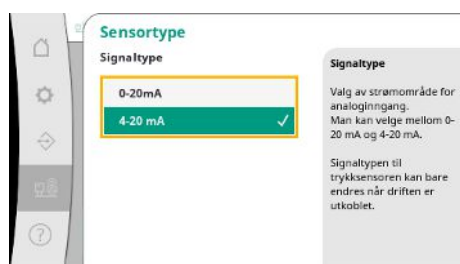 Sensortype
Signaltype
0-20mA
4-20 mA
Signaltype
Valg av strømområde for
analoginngang.
Man kan velge mellom 0-
20 mA og 4-20 mA.
Signaltypen til
trykksensoren kan bare
endres når driften er
utkoblet.